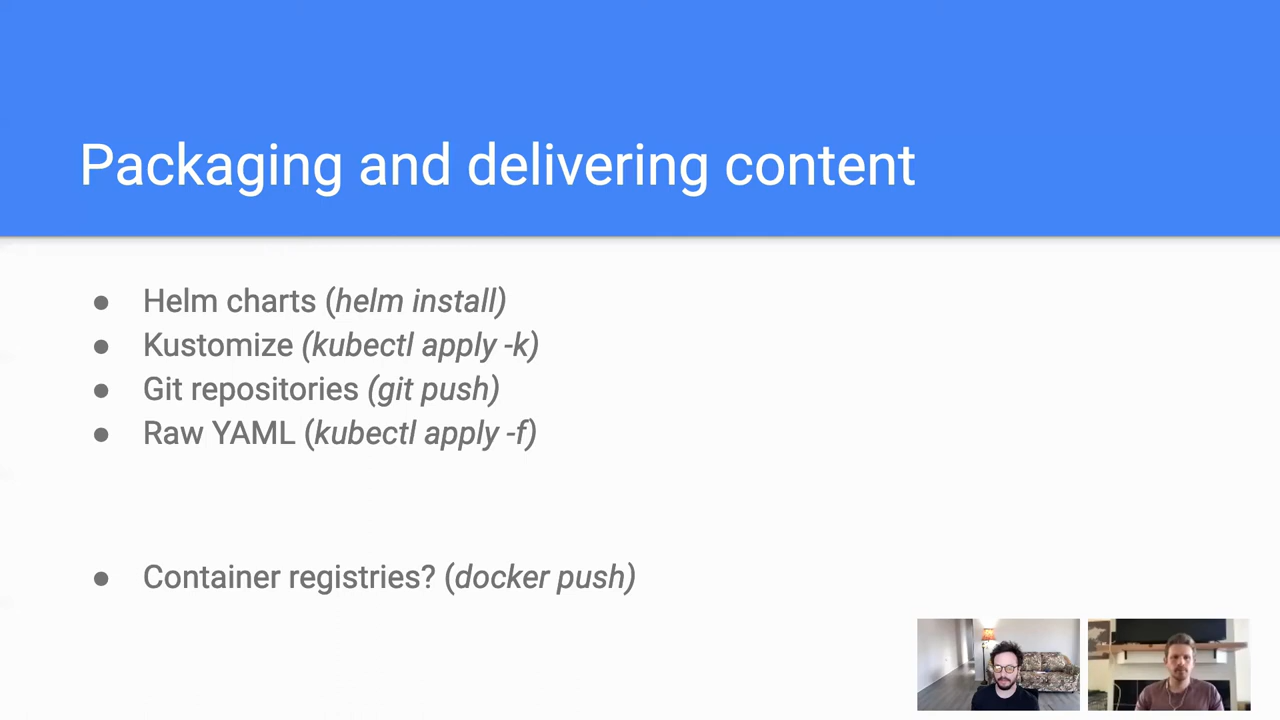 Packaging and delivering content
● Helm charts (helm install)
● Kustomize (kubectl apply -k)
● Git repositories (git push)
● Raw YAML (kubectl apply -f)
● Container registries? (docker push)